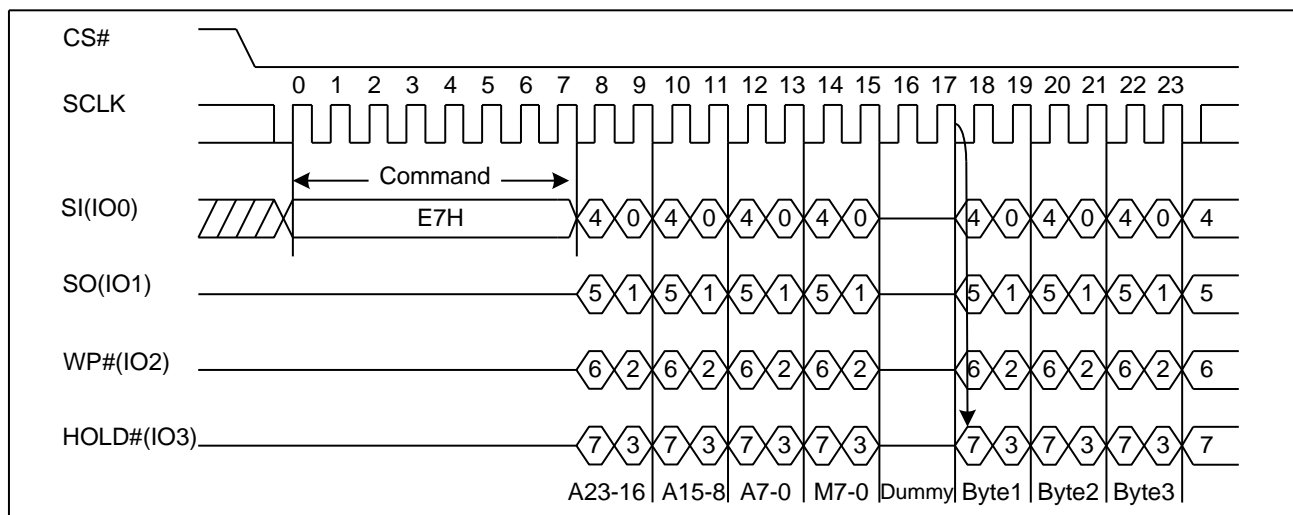 CS#
0 1 2 3 4 5 6 7 8 9 10 11 12 13 14 15 16 17 18 19 20 21 22 23
SCLK
Command
SI(IO0) E7H 4 0 4 0 4 0 4 0 4 0 4 0 4 0 4
SO(IO1) 5 1 5 1 5 1 5 1 5 1 5 1 5 1 5
WP#(IO2) 6 2 6 2 6 2 6 2 6 2 6 2 6 2 6
HOLD#(IO3) 7 3 7 3 7 3 7 3 7 3 7 3 7 3 7
A23-16 A15-8 A7-0 M7-0 Dummy Byte1 Byte2 Byte3